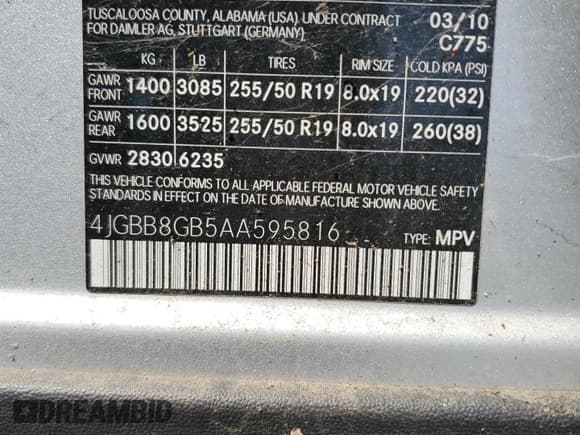 TUSCALOOSA COUNTY, ALABAMA (USA), UNDER CONTRACT
FOR DAIMLER AG, STUTTGART (GERMANY)
03/10
C775
KG LB TIRES RIM SIZE COLD KPA (PSI)
GAWR FRONT 1400 3085 255/50 R19 8.0x19 220(32)
GAWR REAR 1600 3525 255/50 R19 8.0x19 260(38)
GVWR 2830 6235
THIS VEHICLE CONFORMS TO ALL APPLICABLE FEDERAL MOTOR VEHICLE SAFETY
STANDARDS IN EFFECT ON THE DATE OF MANUFACTURE SHOWN ABOVE.
4JGBB8GB5AA595816 TYPE: MPV
DREAMBID